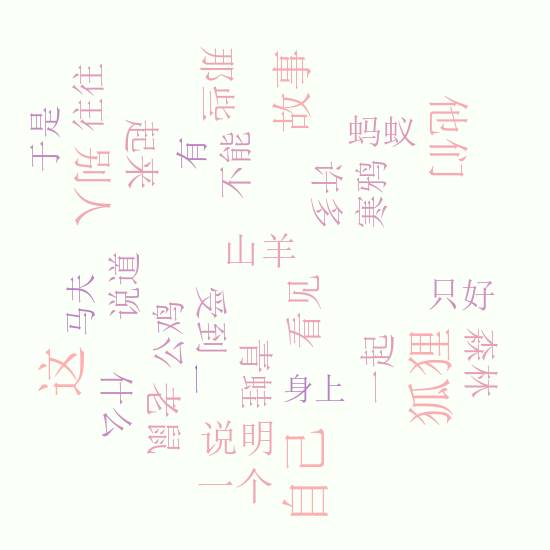 那些
故事
往往
于是
起来
别人
有
不能
蚂蚁
他们
许多
寒鸦
山羊
说道
马夫
公鸡
受到
看见
只好
这
什么
老鼠
一
青蛙
身上
一起
狐狸
森林
说明
一个
自己